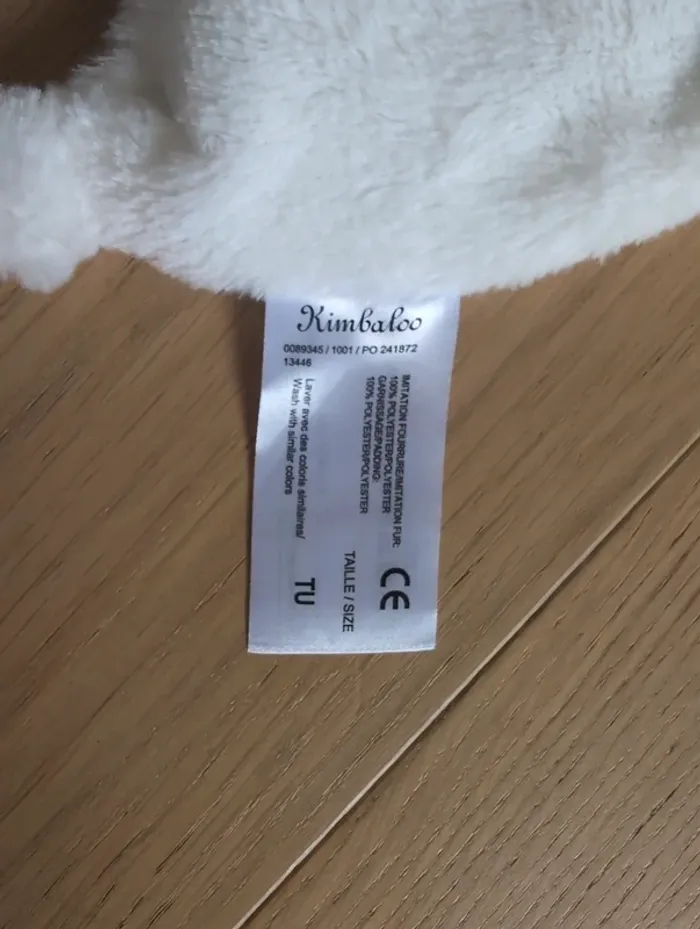 Kimbaloo
0089345 / 1001 / PO 241872
13446
IMITATION FOURRURE/IMITATION FUR:
100% POLYESTER/POLYESTER
GARNISSAGE/PADDING:
100% POLYESTER/POLYESTER
Laver avec des coloris similaires/
Wash with similar colors
CE
TAILLE / SIZE
TU